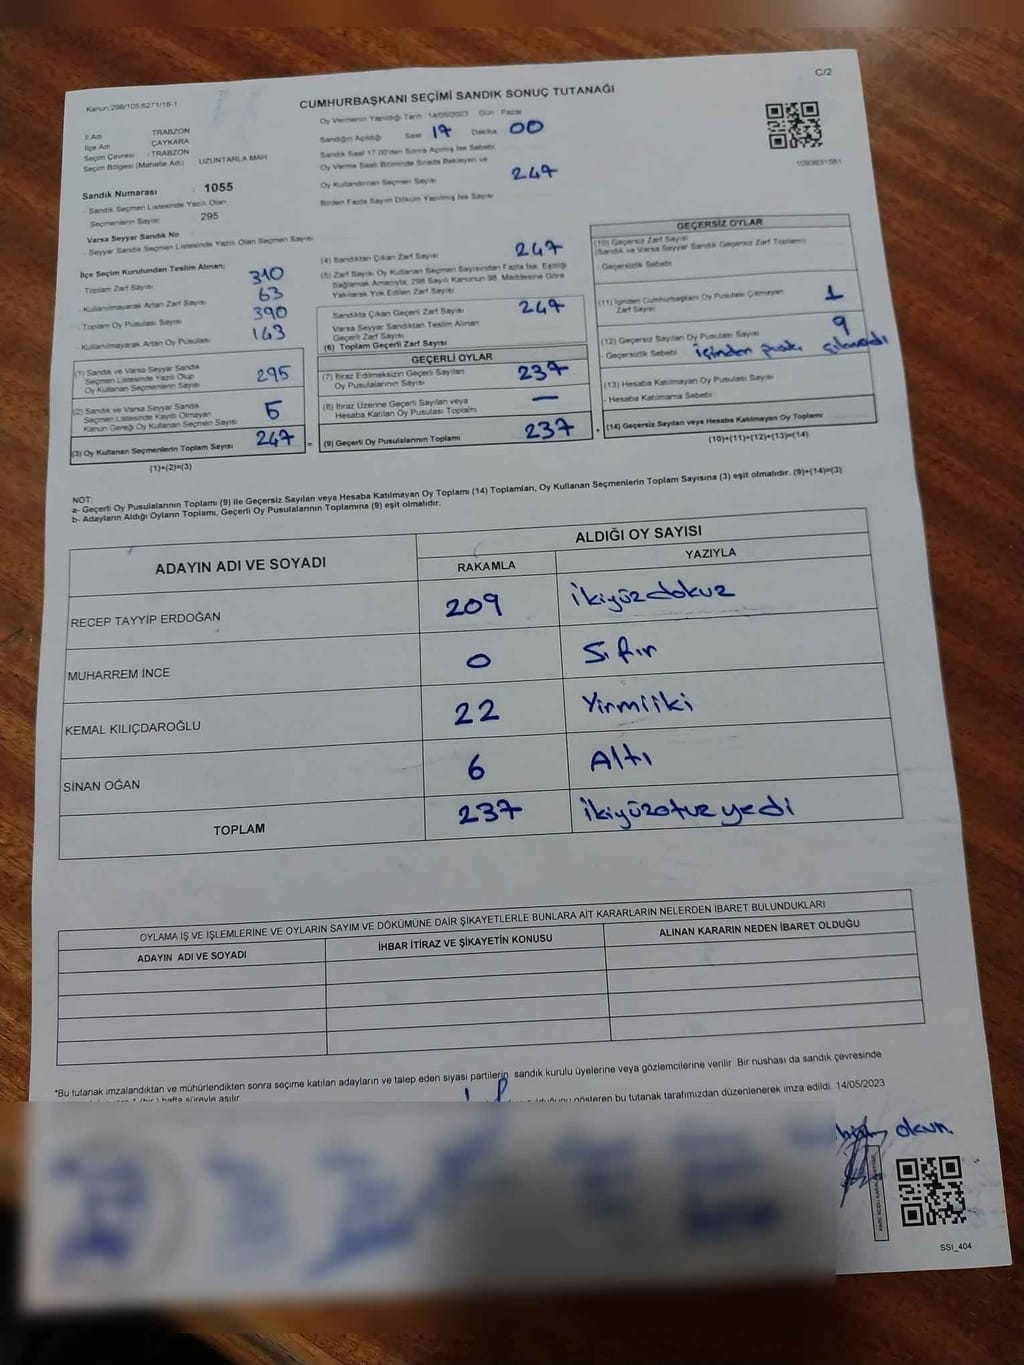 C/2
Kanun:298/105;6271/18-1
CUMHURBAŞKANI SEÇİMİ SANDIK SONUÇ TUTANAĞI
Oy Vermenin Yapıldığı Tarih 14/05/2023 Gün : Pazar
İl Adı TRABZON
İlçe Adı ÇAYKARA
Seçim Çevresi : TRABZON
Seçim Bölgesi (Mahalle Adı) UZUNTARLA MAH
Sandığın Açıldığı Saat 17 Dakika 00
Sandık Saat 17.00'den Sonra Açılmış İse Sebebi
Oy Verme Saati Bitiminde Sırada Bekleyen ve
Oy Kullandırılan Seçmen Sayısı 247
Birden Fazla Sayım Döküm Yapılmış İse Sayısı
Sandık Numarası : 1055
- Sandık Seçmen Listesinde Yazılı Olan
Seçmenlerin Sayısı 295
Varsa Seyyar Sandık No
- Seyyar Sandık Seçmen Listesinde Yazılı Olan Seçmen Sayısı
İlçe Seçim Kurulundan Teslim Alınan;
- Toplam Zarf Sayısı 310
- Kullanılmayarak Artan Zarf Sayısı 63
- Toplam Oy Pusulası Sayısı 390
- Kullanılmayarak Artan Oy Pusulası 143
(1) Sandık ve Varsa Seyyar Sandık
Seçmen Listesinde Yazılı Olup
Oy Kullanan Seçmenlerin Sayısı 295
(2) Sandık ve Varsa Seyyar Sandık
Seçmen Listesinde Kayıtlı Olmayan
Kanun Gereği Oy Kullanan Seçmen Sayısı 5
(3) Oy Kullanan Seçmenlerin Toplam Sayısı 247 =
(1)+(2)=(3)
(4) Sandıktan Çıkan Zarf Sayısı 247
(5) Zarf Sayısı Oy Kullanan Seçmen Sayısından Fazla İse, Eşitliği
Sağlamak Amacıyla, 298 Sayılı Kanunun 98. Maddesine Göre
Yakılarak Yok Edilen Zarf Sayısı
Sandıkta Çıkan Geçerli Zarf Sayısı 247
Varsa Seyyar Sandıktan Teslim Alınan
Geçerli Zarf Sayısı
(6) Toplam Geçerli Zarf Sayısı
GEÇERLİ OYLAR
(7) İtiraz Edilmeksizin Geçerli Sayılan
Oy Pusulalarının Sayısı 237
(8) İtiraz Üzerine Geçerli Sayılan veya
Hesaba Katılan Oy Pusulası Toplamı —
(9) Geçerli Oy Pusulalarının Toplamı 237 +
GEÇERSİZ OYLAR
(10) Geçersiz Zarf Sayısı
(Sandık ve Varsa Seyyar Sandık Geçersiz Zarf Toplamı)
- Geçersizlik Sebebi
(11) İçinden Cumhurbaşkanı Oy Pusulası Çıkmayan
Zarf Sayısı 1
(12) Geçersiz Sayılan Oy Pusulası Sayısı 9
- Geçersizlik Sebebi içinden
(13) Hesaba Katılmayan Oy Pusulası Sayısı
- Hesaba Katılmama Sebebi
(14) Geçersiz Sayılan veya Hesaba Katılmayan Oy Toplamı
(10)+(11)+(12)+(13)=(14)
NOT:
a- Geçerli Oy Pusulalarının Toplamı (9) ile Geçersiz Sayılan veya Hesaba Katılmayan Oy Toplamı (14) Toplamları, Oy Kullanan Seçmenlerin Toplam Sayısına (3) eşit olmalıdır. (9)+(14)=(3)
b- Adayların Aldığı Oyların Toplamı, Geçerli Oy Pusulalarının Toplamına (9) eşit olmalıdır.
ADAYIN ADI VE SOYADI ALDIĞI OY SAYISI
RAKAMLA YAZIYLA
RECEP TAYYİP ERDOĞAN 209 ikiyüzdokuz
MUHARREM İNCE 0 Sıfır
KEMAL KILIÇDAROĞLU 22 Yirmiiki
SİNAN OĞAN 6 Altı
TOPLAM 237 ikiyüzotuzyedi
OYLAMA İŞ VE İŞLEMLERİNE VE OYLARIN SAYIM VE DÖKÜMÜNE DAİR ŞİKAYETLERLE BUNLARA AİT KARARLARIN NELERDEN İBARET BULUNDUKLARI
ADAYIN ADI VE SOYADI İHBAR İTİRAZ VE ŞİKAYETİN KONUSU ALINAN KARARIN NEDEN İBARET OLDUĞU
*Bu tutanak imzalandıktan ve mühürlendikten sonra seçime katılan adayların ve talep eden siyasi partilerin sandık kurulu üyelerine veya gözlemcilerine verilir. Bir nüshası da sandık çevresinde
(bir) hafta süreyle asılır.
gösteren bu tutanak tarafımızdan düzenlenerek imza edildi. 14/05/2023
okun
SSI_404